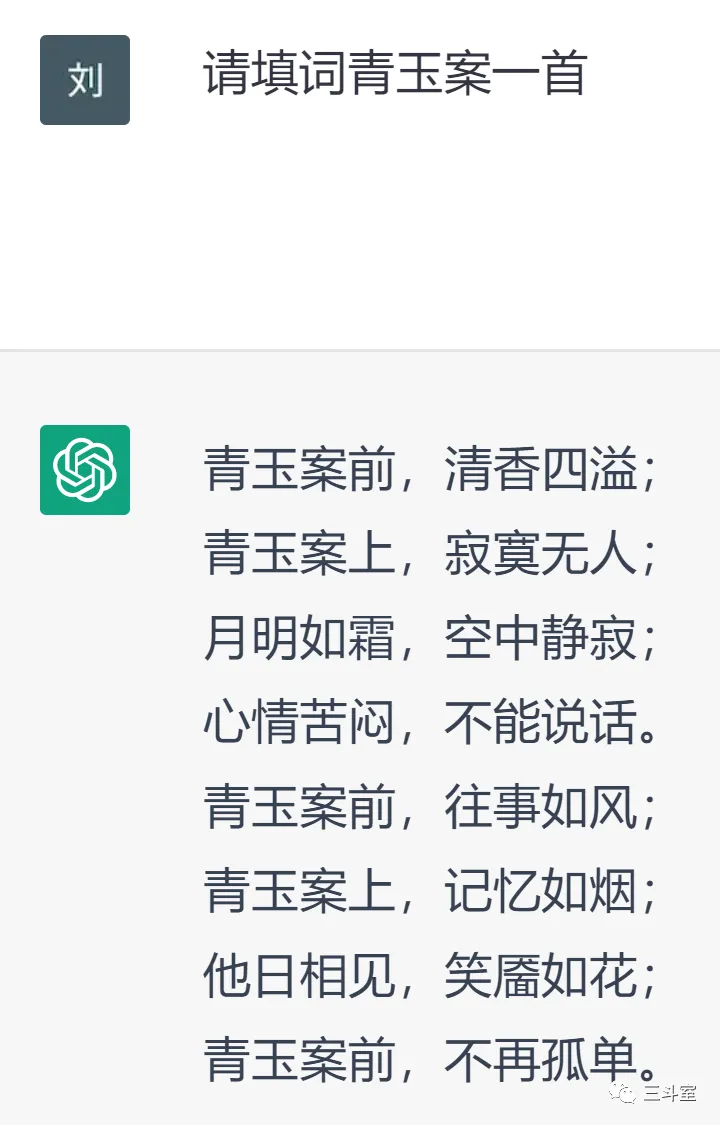 刘
请填词青玉案一首
青玉案前，清香四溢；
青玉案上，寂寞无人；
月明如霜，空中静寂；
心情苦闷，不能说话。
青玉案前，往事如风；
青玉案上，记忆如烟；
他日相见，笑靥如花；
青玉案前，不再孤单。
三斗室